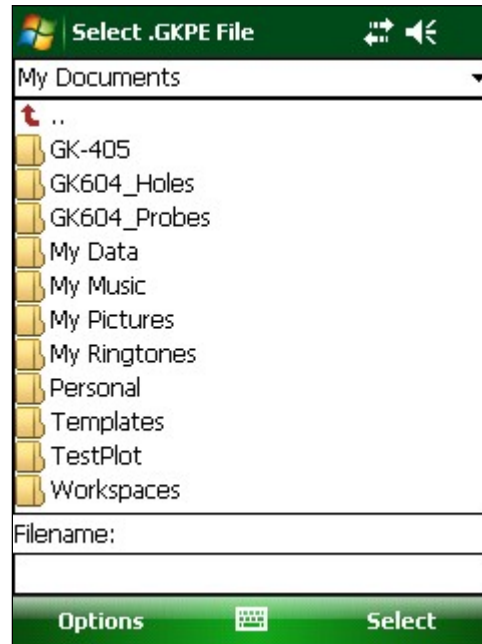 Select .GKPE File
My Documents
..
GK-405
GK604_Holes
GK604_Probes
My Data
My Music
My Pictures
My Ringtones
Personal
Templates
TestPlot
Workspaces
Filename:
Options Select